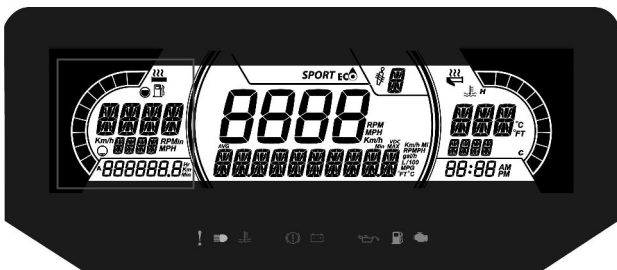 SPORT ECO
H
8888
RPM
MPH
Km/h
°C
°FT
Km/h
RPMin
MPH
AVG
Min
VDC
MAX
Km/h MI
RPMPH
gal/h
L/100
MPG
°FT°C
C
A
888888.8
Hr
Km
Mile
88:88
AM
PM